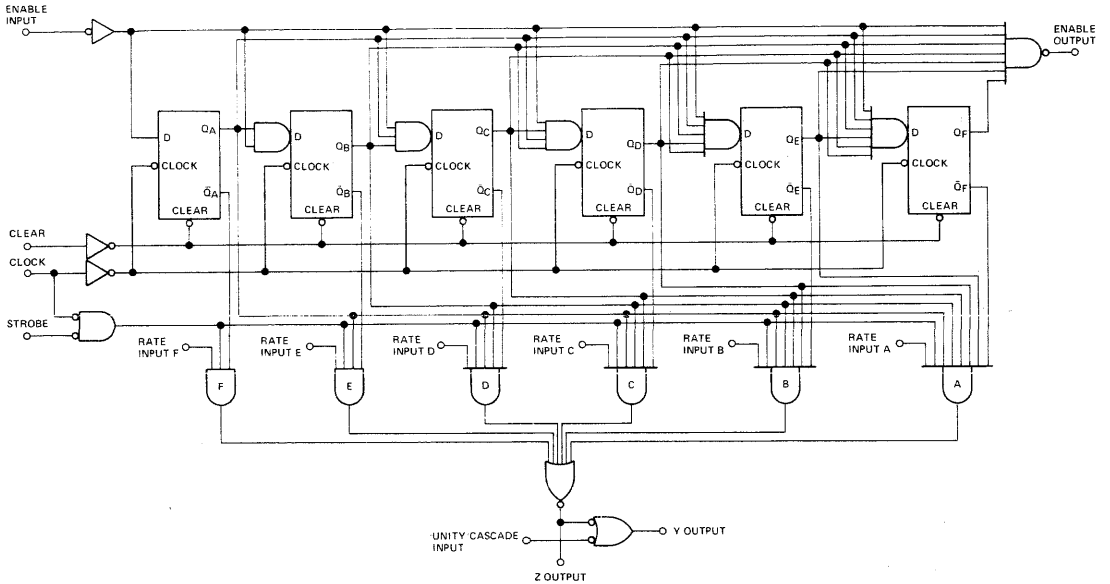 ENABLE
INPUT
ENABLE
OUTPUT
D
QA
CLOCK
Q̄A
CLEAR
D
QB
CLOCK
Q̄B
CLEAR
D
QC
CLOCK
Q̄C
CLEAR
D
QD
CLOCK
Q̄D
CLEAR
D
QE
CLOCK
Q̄E
CLEAR
D
QF
CLOCK
Q̄F
CLEAR
CLEAR
CLOCK
STROBE
RATE
INPUT F
RATE
INPUT E
RATE
INPUT D
RATE
INPUT C
RATE
INPUT B
RATE
INPUT A
F
E
D
C
B
A
UNITY CASCADE
INPUT
Y OUTPUT
Z OUTPUT